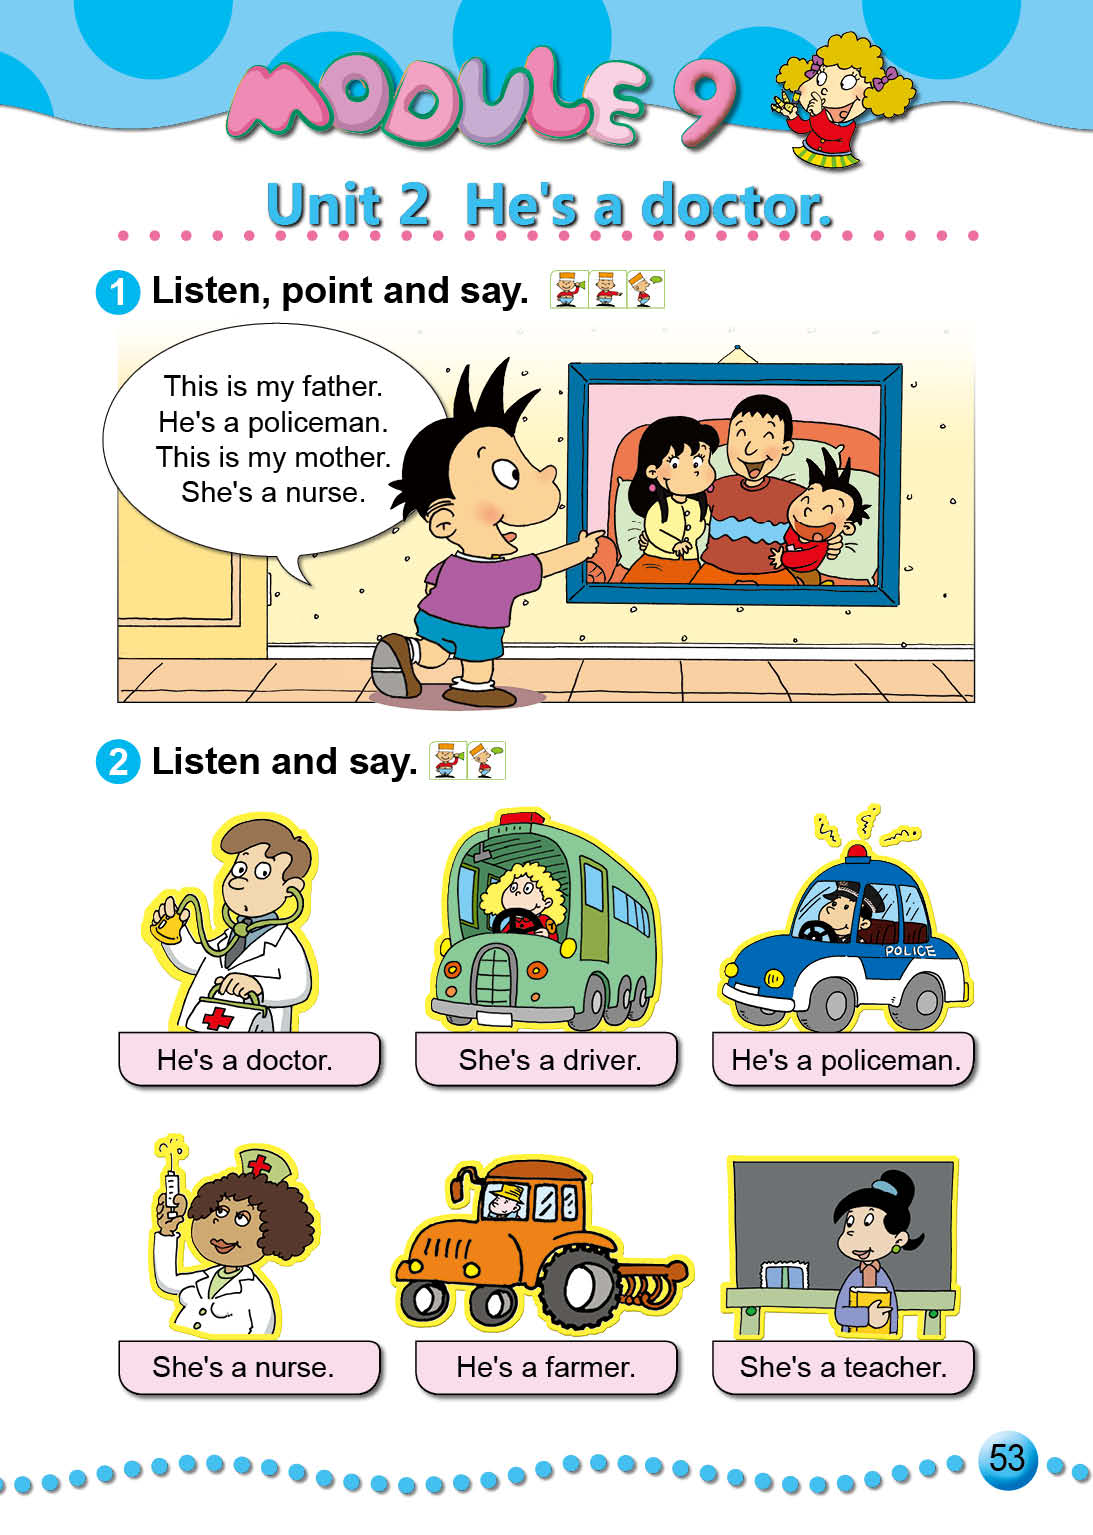 MODULE 9
Unit 2 He's a doctor.
1 Listen, point and say.
This is my father.
He's a policeman.
This is my mother.
She's a nurse.
2 Listen and say.
POLICE
He's a doctor.
She's a driver.
He's a policeman.
She's a nurse.
He's a farmer.
She's a teacher.
53